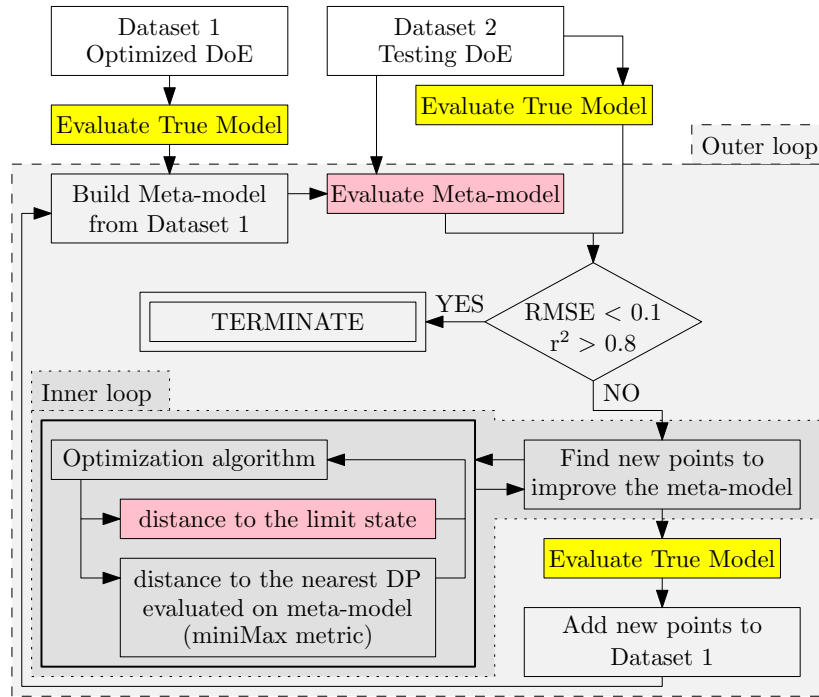 Dataset 1
Optimized DoE
Dataset 2
Testing DoE
Evaluate True Model
Evaluate True Model
Outer loop
Build Meta-model
from Dataset 1
Evaluate Meta-model
RMSE < 0.1
r² > 0.8
YES
TERMINATE
NO
Inner loop
Optimization algorithm
distance to the limit state
distance to the nearest DP
evaluated on meta-model
(miniMax metric)
Find new points to
improve the meta-model
Evaluate True Model
Add new points to
Dataset 1